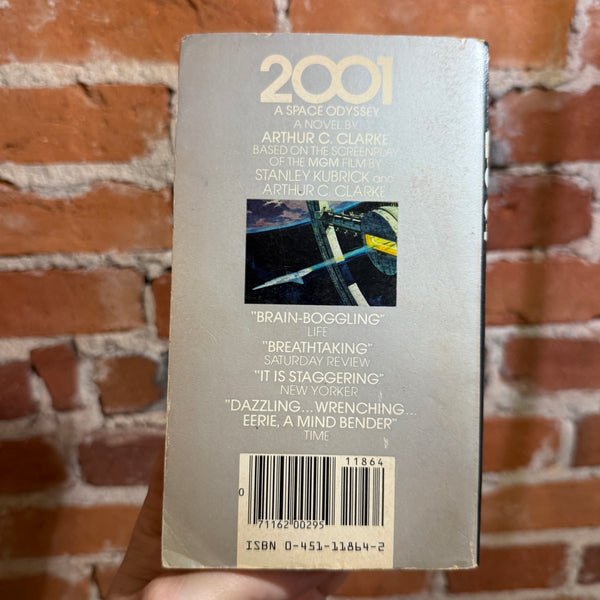 2001
A SPACE ODYSSEY
A NOVEL BY
ARTHUR C. CLARKE
BASED ON THE SCREENPLAY
OF THE MGM FILM BY
STANLEY KUBRICK and
ARTHUR C. CLARKE
"BRAIN-BOGGLING"
LIFE
"BREATHTAKING"
SATURDAY REVIEW
"IT IS STAGGERING"
NEW YORKER
"DAZZLING...WRENCHING...
EERIE, A MIND BENDER"
TIME
11864
0
71162 00295
ISBN 0-451-11864-2